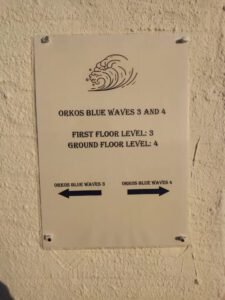 ORKOS BLUE WAVES 3 AND 4
FIRST FLOOR LEVEL: 3
GROUND FLOOR LEVEL: 4
ORKOS BLUE WAVES 3
ORKOS BLUE WAVES 4